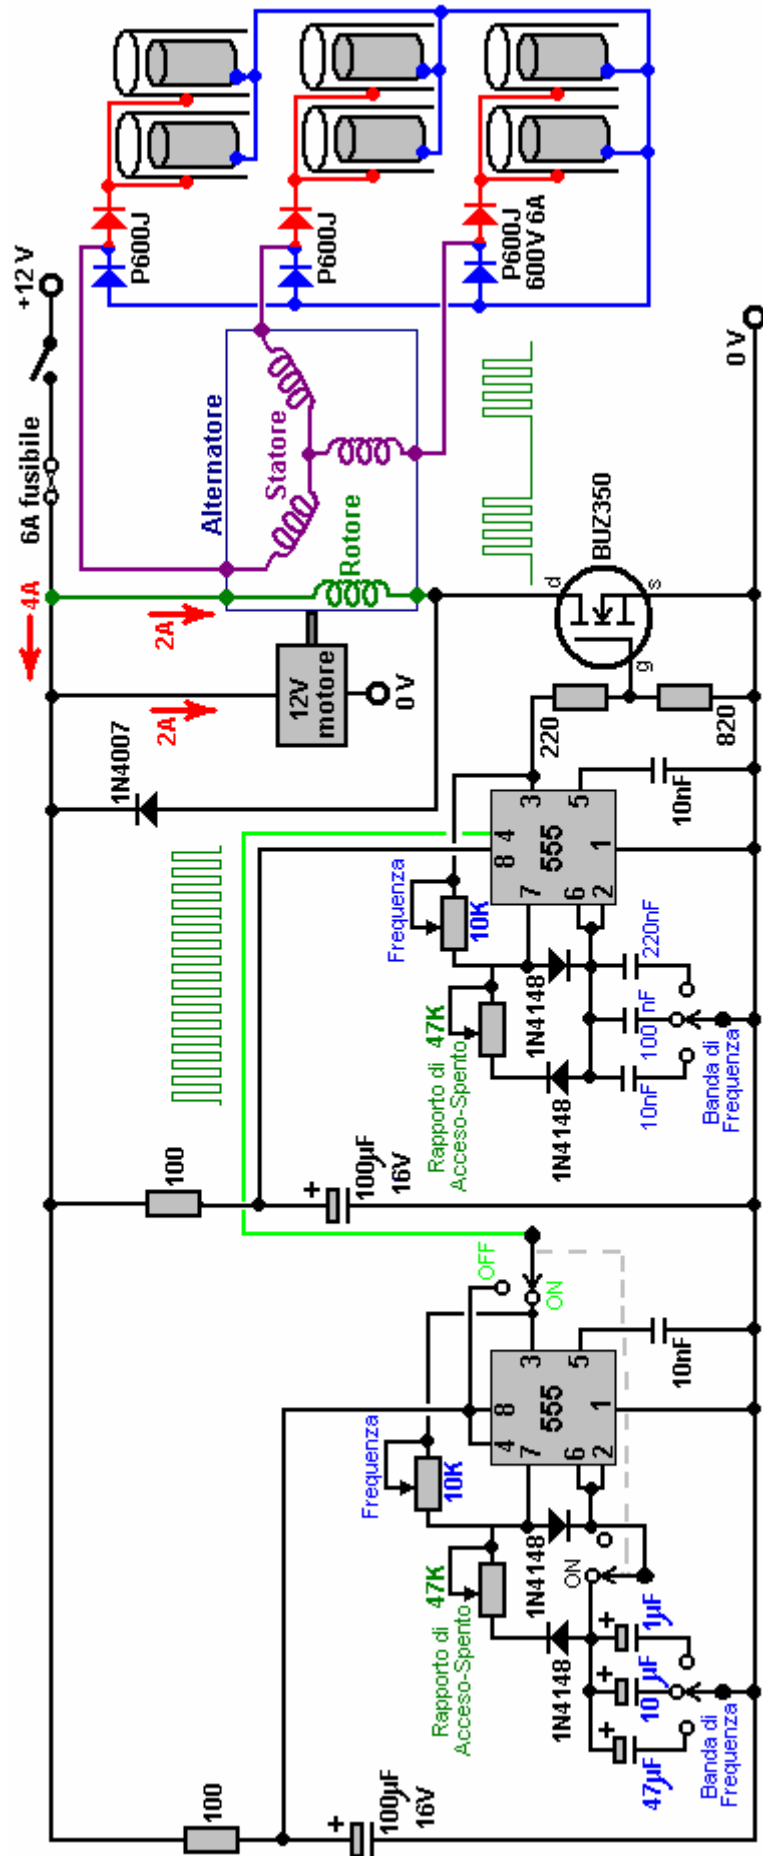 +12 V
6A fusibile
4A
2A
2A
Alternatore
Statore
Rotore
12V
motore
0 V
P600J
P600J
P600J
600V 6A
1N4007
BUZ350
d
g
s
220
820
0 V
100
100µF
16V
+
Frequenza
10K
47K
Rapporto di
Acceso-Spento
1N4148
1N4148
555
8
4
3
7
6
2
5
1
10nF
220nF
100 nF
10nF
Banda di
Frequenza
OFF
ON
100
100µF
16V
+
Frequenza
10K
47K
Rapporto di
Acceso-Spento
1N4148
1N4148
555
4
8
3
7
6
2
5
1
10nF
ON
+
1µF
+
10 µF
+
47µF
Banda di
Frequenza